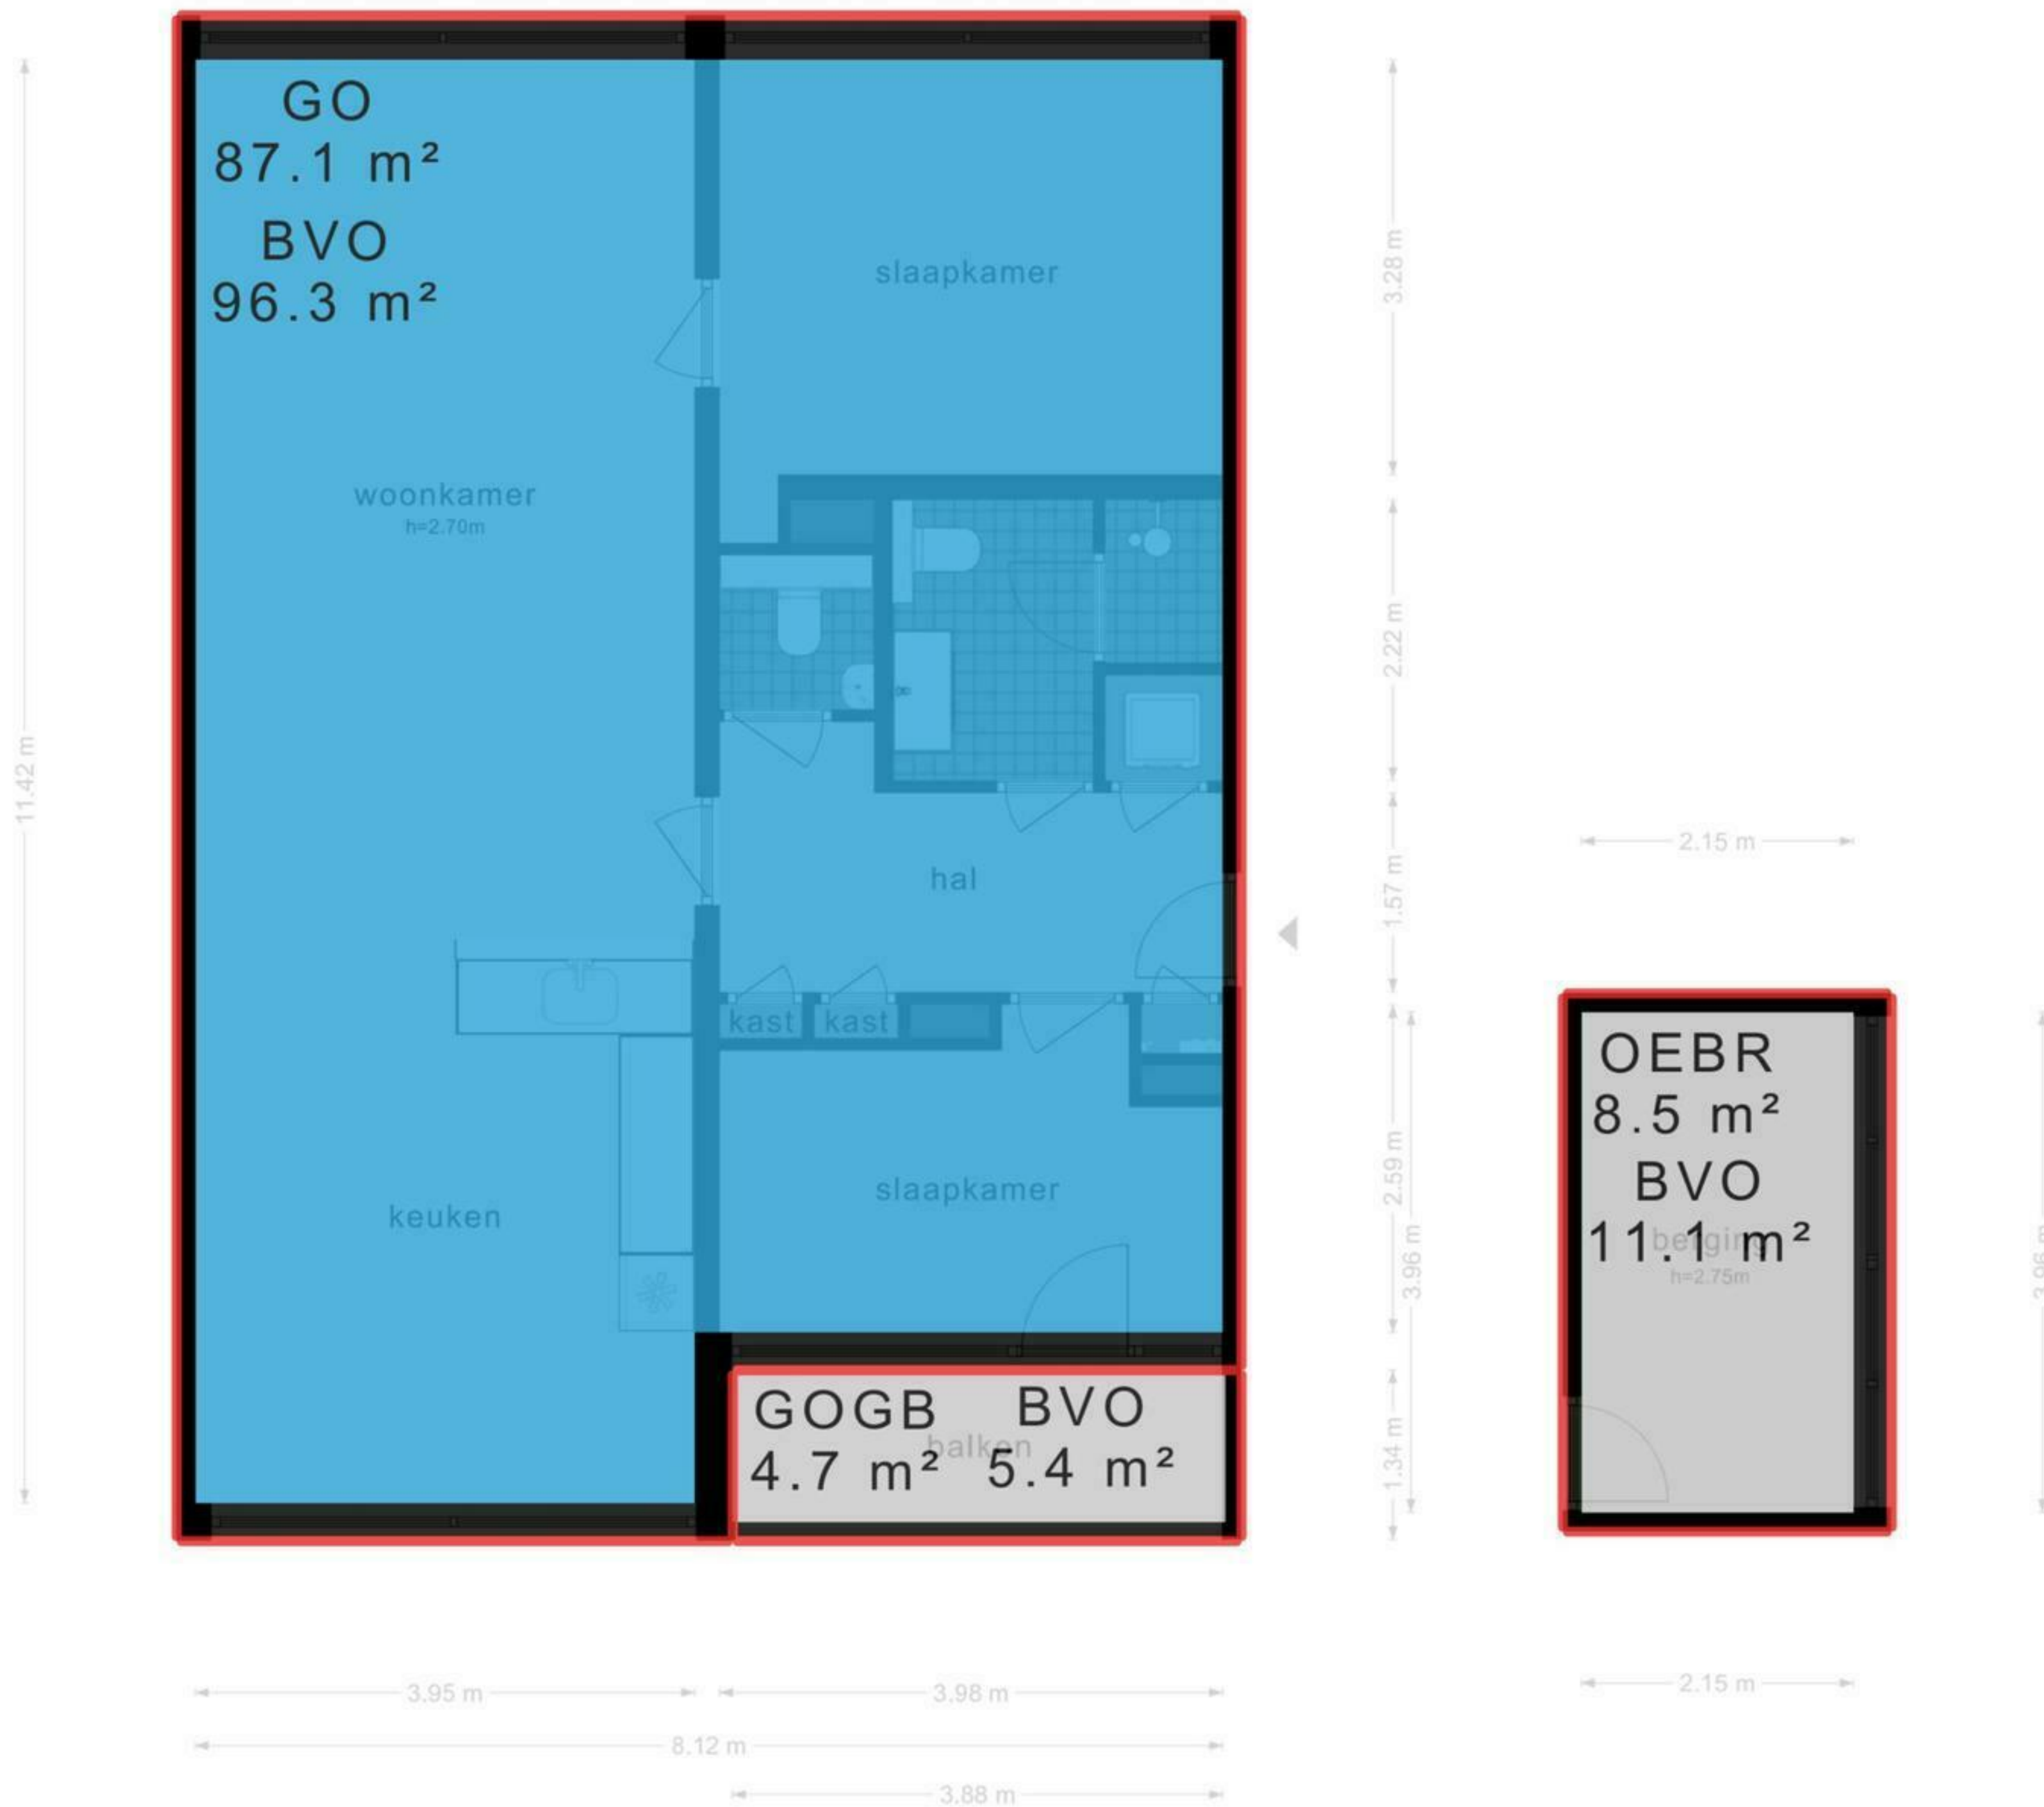 GO
87.1 m²
BVO
96.3 m²
slaapkamer
3.28 m
woonkamer
h=2.70m
2.22 m
11.42 m
hal
1.57 m
2.15 m
kast
kast
slaapkamer
keuken
2.59 m
3.96 m
OEBR
8.5 m²
BVO
11.1 m²
berging
h=2.75m
3.96 m
GOGB
4.7 m²
BVO
5.4 m²
balkon
1.34 m
3.95 m
3.98 m
2.15 m
8.12 m
3.88 m